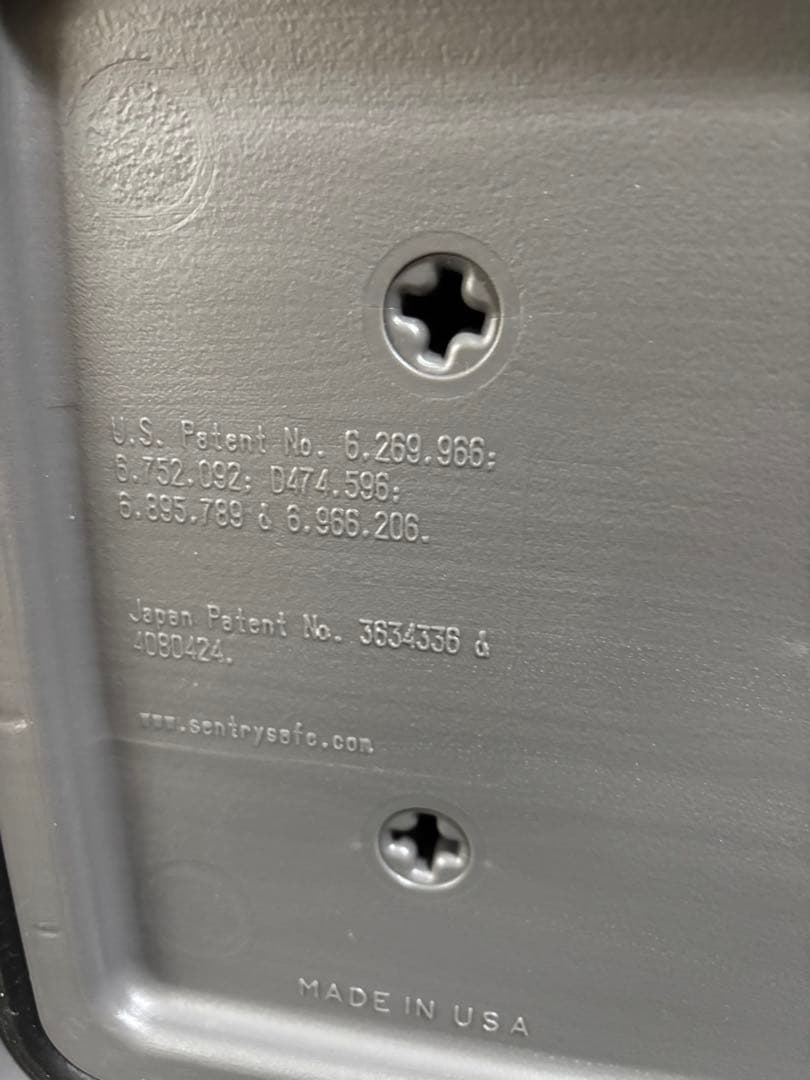 U.S. Patent No. 6.269.966;
6.752.092; D474.596;
6.895.789 & 6.966.206.
Japan Patent No. 3634336 &
4080424.
www.sentrysafe.com
MADE IN USA